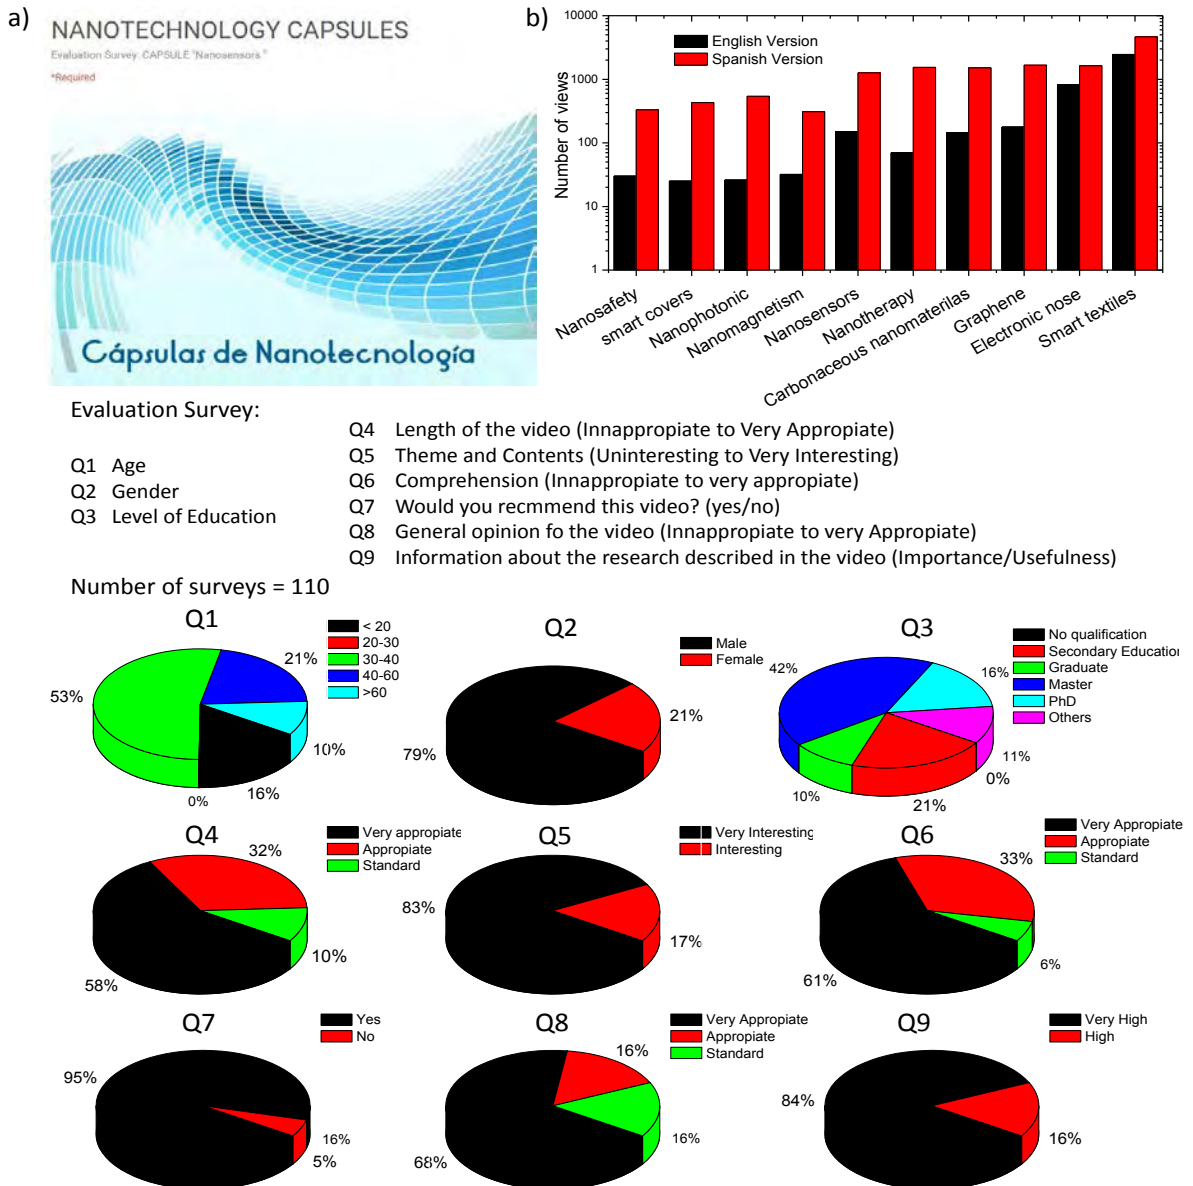 a)
NANOTECHNOLOGY CAPSULES
Evaluation Survey. CAPSULE "Nanosensors "
*Required
Cápsulas de Nanotecnología
b)
10000
1000
100
10
1
Number of views
English Version
Spanish Version
Nanosafety
smart covers
Nanophotonic
Nanomagnetism
Nanosensors
Nanotherapy
Carbonaceous nanomaterilas
Graphene
Electronic nose
Smart textiles
Evaluation Survey:
Q1 Age
Q2 Gender
Q3 Level of Education
Q4 Length of the video (Innappropiate to Very Appropiate)
Q5 Theme and Contents (Uninteresting to Very Interesting)
Q6 Comprehension (Innappropiate to very appropiate)
Q7 Would you recmmend this video? (yes/no)
Q8 General opinion fo the video (Innappropiate to very Appropiate)
Q9 Information about the research described in the video (Importance/Usefulness)
Number of surveys = 110
Q1
< 20
20-30
30-40
40-60
>60
53%
21%
10%
16%
0%
Q2
Male
Female
79%
21%
Q3
No qualification
Secondary Education
Graduate
Master
PhD
Others
42%
16%
11%
0%
21%
10%
Q4
Very appropiate
Appropiate
Standard
32%
10%
58%
Q5
Very Interesting
Interesting
83%
17%
Q6
Very Appropiate
Appropiate
Standard
33%
6%
61%
Q7
Yes
No
95%
16%
5%
Q8
Very Appropiate
Appropiate
Standard
16%
16%
68%
Q9
Very High
High
84%
16%